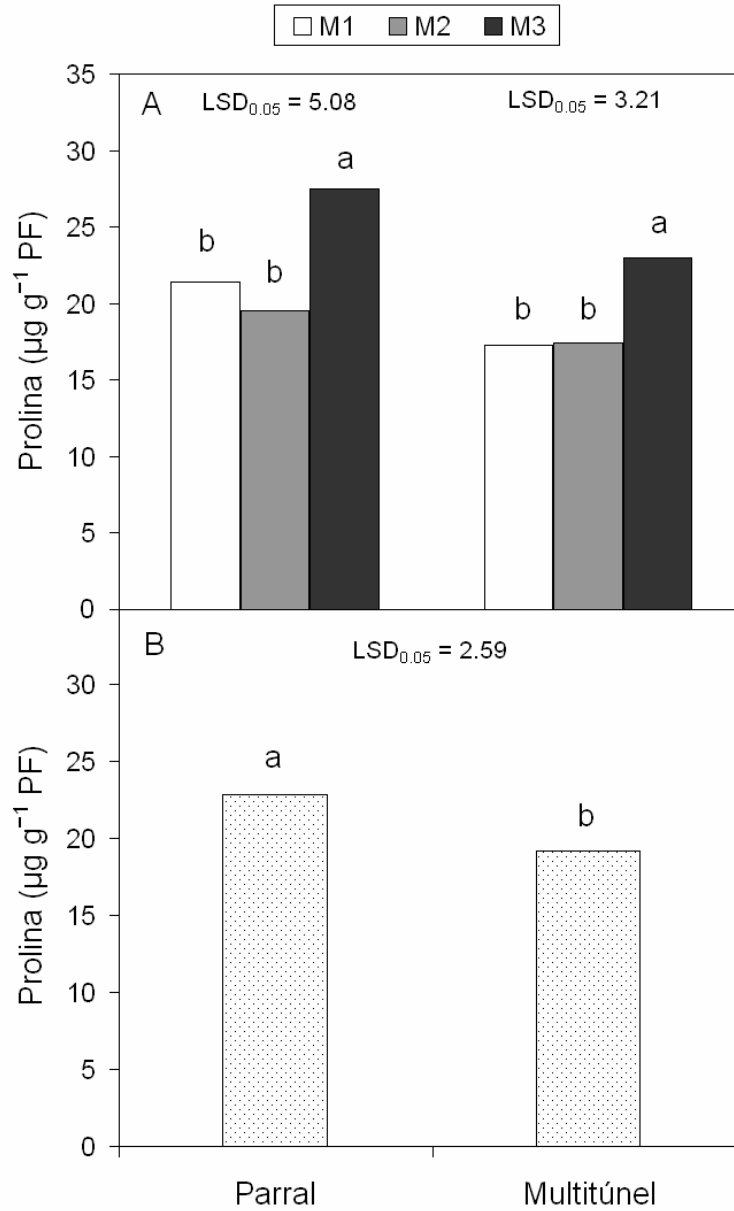 M1 M2 M3
A LSD0.05 = 5.08 LSD0.05 = 3.21
35
30
25
20
15
10
5
0
Prolina (µg g⁻¹ PF)
b b a
b b a
B LSD0.05 = 2.59
30
25
20
15
10
5
0
Prolina (µg g⁻¹ PF)
a b
Parral Multitúnel